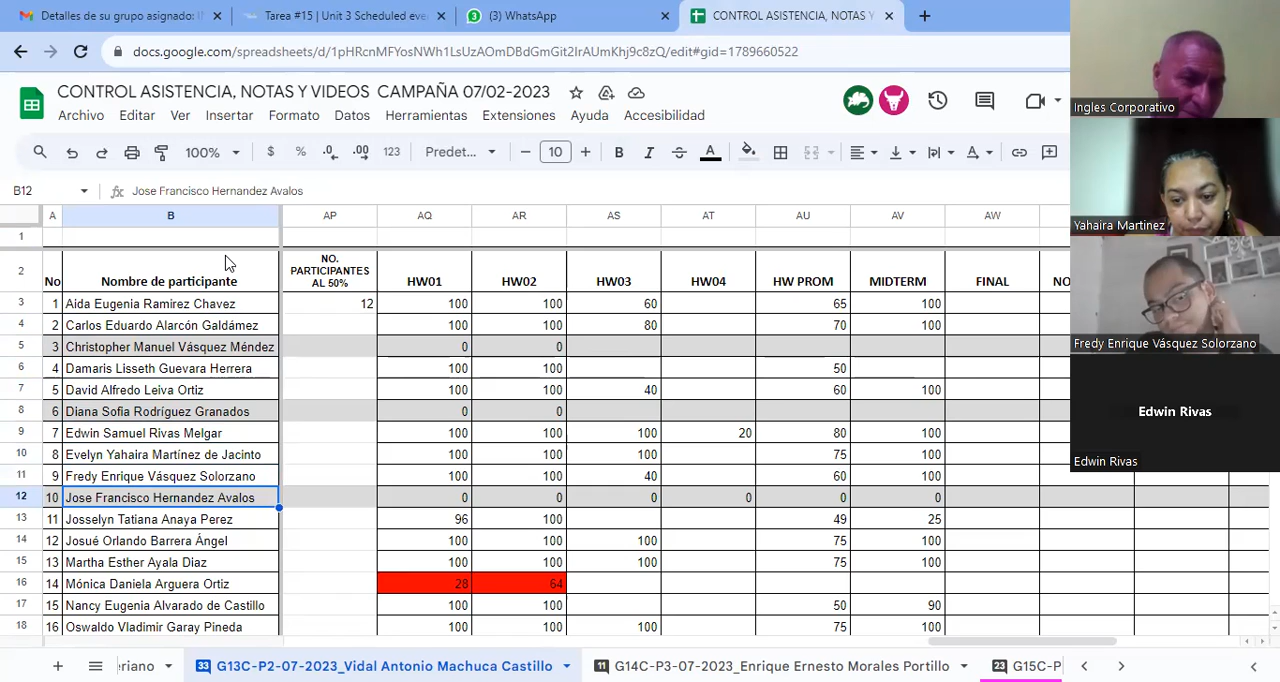 Detalles de su grupo asignado: th
Tarea #15 | Unit 3 Scheduled eve
(3) WhatsApp
CONTROL ASISTENCIA, NOTAS Y
docs.google.com/spreadsheets/d/
CONTROL ASISTENCIA, NOTAS Y VIDEOS CAMPAÑA 07/02-2023
Archivo Editar Ver Insertar Formato Datos Herramientas Extensiones Ayuda Accesibilidad
100% $ % .0 .00 123 Predet... 10 B I A
B12 fx Jose Francisco Hernandez Avalos
A B AP AQ AR AS AT AU AV AW
1
2 No Nombre de participante NO. PARTICIPANTES AL 50% HW01 HW02 HW03 HW04 HW PROM MIDTERM FINAL NO
3 1 Aida Eugenia Ramirez Chavez 12 100 100 60 65 100
4 2 Carlos Eduardo Alarcón Galdámez 100 100 80 70 100
5 3 Christopher Manuel Vásquez Méndez 0 0
6 4 Damaris Lisseth Guevara Herrera 100 100 50
7 5 David Alfredo Leiva Ortiz 100 100 40 60 100
8 6 Diana Sofia Rodríguez Granados 0 0
9 7 Edwin Samuel Rivas Melgar 100 100 100 20 80 100
10 8 Evelyn Yahaira Martínez de Jacinto 100 100 100 75 100
11 9 Fredy Enrique Vásquez Solorzano 100 100 40 60 100
12 10 Jose Francisco Hernandez Avalos 0 0 0 0 0 0
13 11 Josselyn Tatiana Anaya Perez 96 100 49 25
14 12 Josué Orlando Barrera Ángel 100 100 100 75 100
15 13 Martha Esther Ayala Diaz 100 100 100 75 100
16 14 Mónica Daniela Arguera Ortiz 28 64
17 15 Nancy Eugenia Alvarado de Castillo 100 100 50 90
18 16 Oswaldo Vladimir Garay Pineda 100 100 100 75 100
eriano 33 G13C-P2-07-2023_Vidal Antonio Machuca Castillo 11 G14C-P3-07-2023_Enrique Ernesto Morales Portillo 23 G15C-P
Ingles Corporativo
Yahaira Martinez
Fredy Enrique Vásquez Solorzano
Edwin Rivas
Edwin Rivas